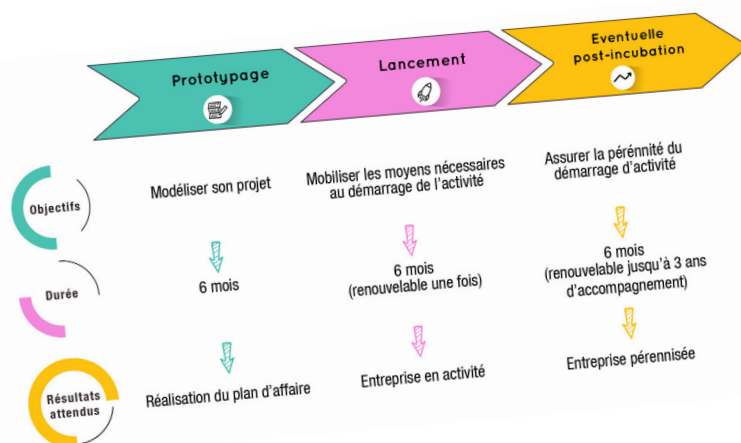 Prototypage
Lancement
Eventuelle
post-incubation
Objectifs
Modéliser son projet
Mobiliser les moyens nécessaires
au démarrage de l'activité
Assurer la pérénnité du
démarrage d'activité
Durée
6 mois
6 mois
(renouvelable une fois)
6 mois
(renouvelable jusqu'à 3 ans
d'accompagnement)
Résultats
attendus
Réalisation du plan d'affaire
Entreprise en activité
Entreprise pérennisée